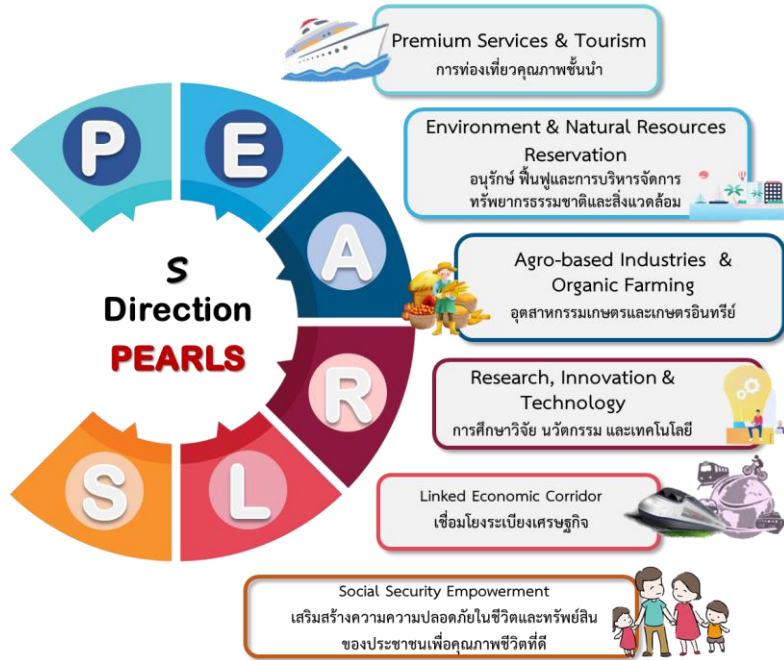 P
Premium Services & Tourism
การท่องเที่ยวคุณภาพชั้นนำ
E
Environment & Natural Resources
Reservation
อนุรักษ์ ฟื้นฟูและการบริหารจัดการ
ทรัพยากรธรรมชาติและสิ่งแวดล้อม
A
Agro-based Industries &
Organic Farming
อุตสาหกรรมเกษตรและเกษตรอินทรีย์
S
Direction
PEARLS
R
Research, Innovation &
Technology
การศึกษาวิจัย นวัตกรรม และเทคโนโลยี
L
Linked Economic Corridor
เชื่อมโยงระเบียงเศรษฐกิจ
S
Social Security Empowerment
เสริมสร้างความความปลอดภัยในชีวิตและทรัพย์สิน
ของประชาชนเพื่อคุณภาพชีวิตที่ดี